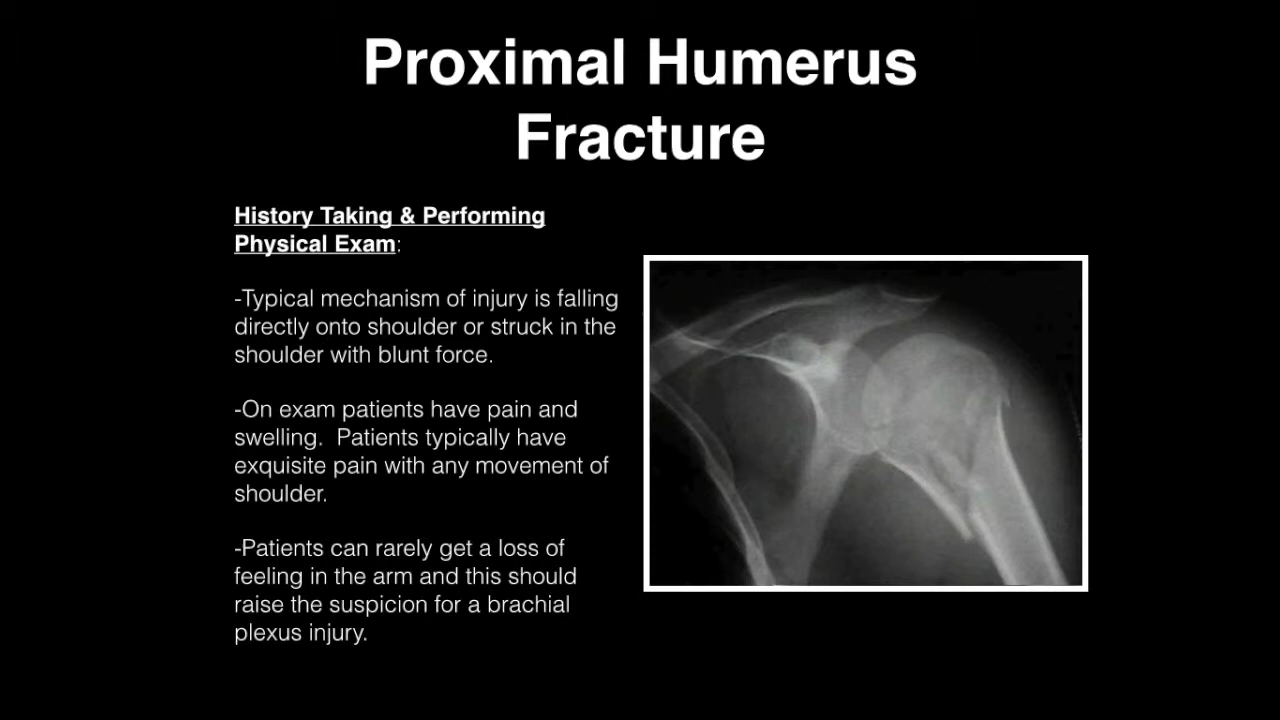 Proximal Humerus
Fracture
History Taking & Performing
Physical Exam:
-Typical mechanism of injury is falling
directly onto shoulder or struck in the
shoulder with blunt force.
-On exam patients have pain and
swelling.  Patients typically have
exquisite pain with any movement of
shoulder.
-Patients can rarely get a loss of
feeling in the arm and this should
raise the suspicion for a brachial
plexus injury.